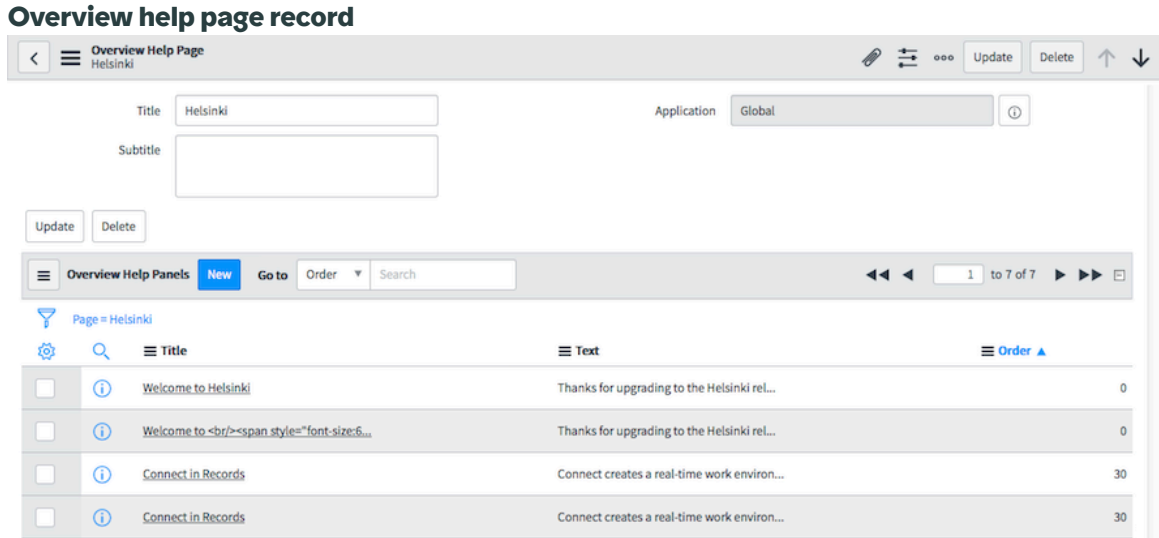 Overview help page record
Overview Help Page
Helsinki
Update Delete
Title Helsinki Application Global
Subtitle
Update Delete
Overview Help Panels New Go to Order Search 1 to 7 of 7
Page = Helsinki
Title Text Order
Welcome to Helsinki Thanks for upgrading to the Helsinki rel... 0
Welcome to <br/><span style="font-size:6... Thanks for upgrading to the Helsinki rel... 0
Connect in Records Connect creates a real-time work environ... 30
Connect in Records Connect creates a real-time work environ... 30